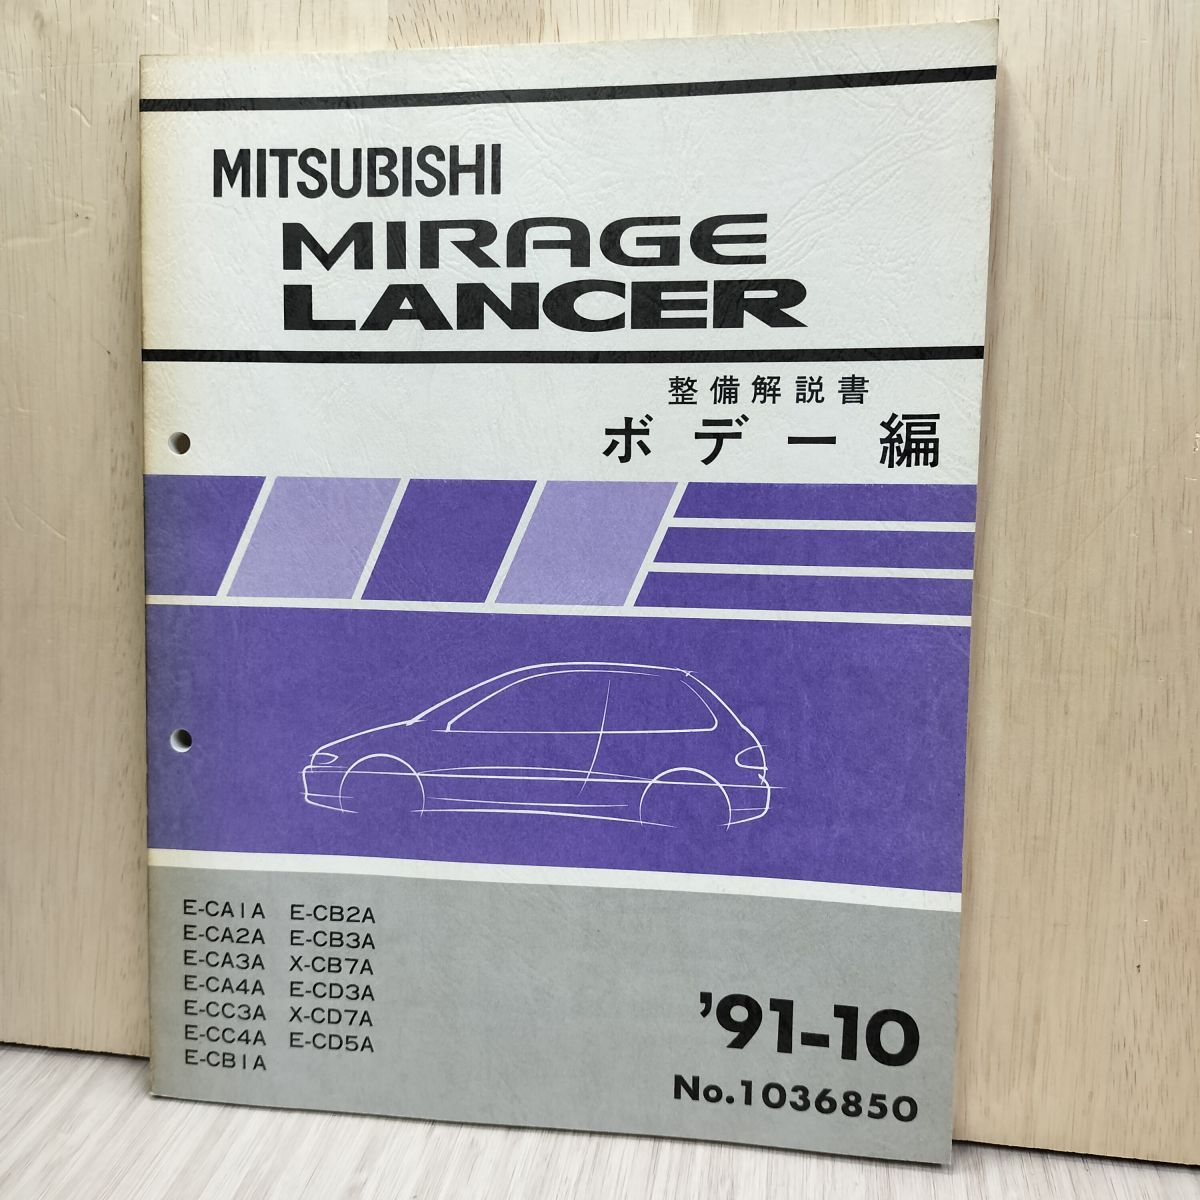 MITSUBISHI
MIRAGE
LANCER
整備解説書
ボデー編
E-CA1A E-CB2A
E-CA2A E-CB3A
E-CA3A X-CB7A
E-CA4A E-CD3A
E-CC3A X-CD7A
E-CC4A E-CD5A
E-CB1A
'91-10
No.1036850